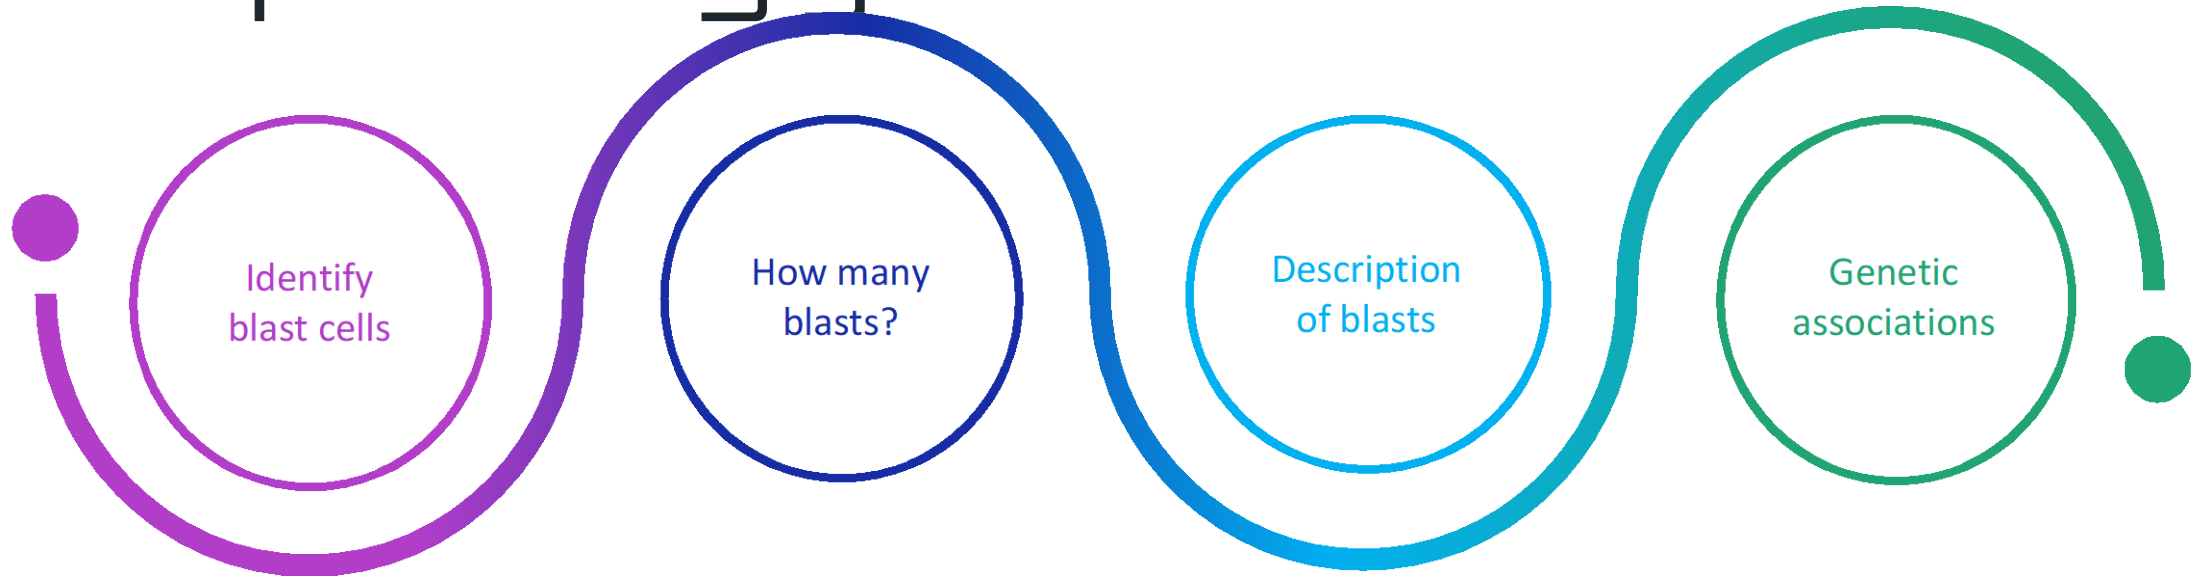 Identify
blast cells
How many
blasts?
Description
of blasts
Genetic
associations